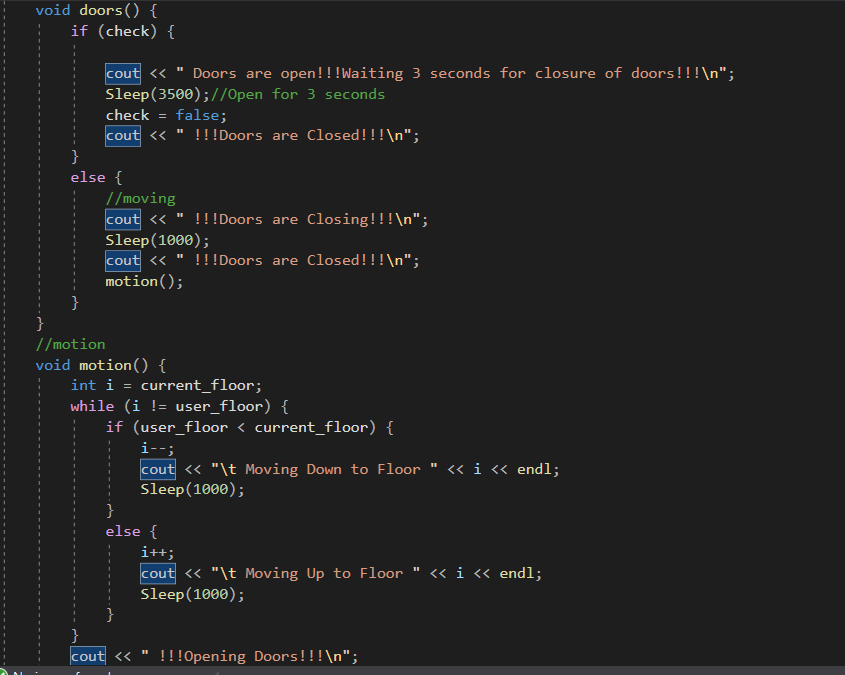 void doors() {
if (check) {
cout << " Doors are open!!!Waiting 3 seconds for closure of doors!!!\n";
Sleep(3500);//Open for 3 seconds
check = false;
cout << " !!!Doors are Closed!!!\n";
}
else {
//moving
cout << " !!!Doors are Closing!!!\n";
Sleep(1000);
cout << " !!!Doors are Closed!!!\n";
motion();
}
}
//motion
void motion() {
int i = current_floor;
while (i != user_floor) {
if (user_floor < current_floor) {
i--;
cout << "\t Moving Down to Floor " << i << endl;
Sleep(1000);
}
else {
i++;
cout << "\t Moving Up to Floor " << i << endl;
Sleep(1000);
}
}
cout << " !!!Opening Doors!!!\n";